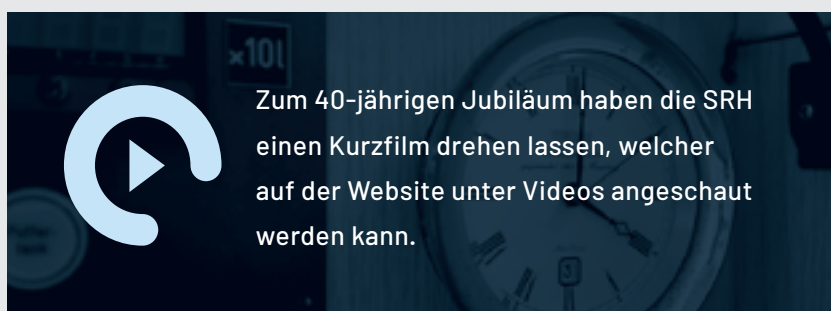 ×10l
Zum 40-jährigen Jubiläum haben die SRH
einen Kurzfilm drehen lassen, welcher
auf der Website unter Videos angeschaut
werden kann.